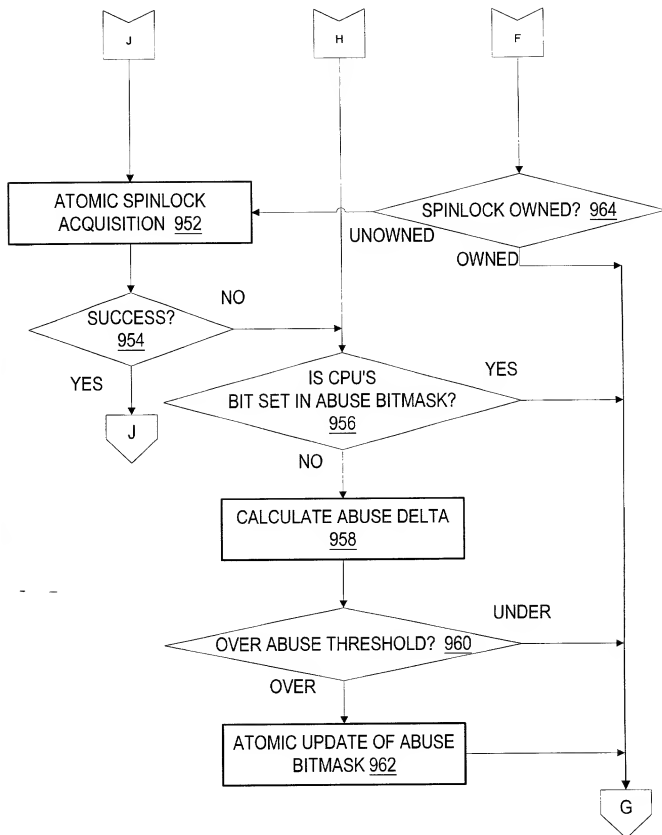 J
H
F
ATOMIC SPINLOCK
ACQUISITION 952
SPINLOCK OWNED? 964
UNOWNED
OWNED
NO
SUCCESS?
954
YES
J
IS CPU'S
BIT SET IN ABUSE BITMASK?
956
YES
NO
CALCULATE ABUSE DELTA
958
UNDER
OVER ABUSE THRESHOLD? 960
OVER
ATOMIC UPDATE OF ABUSE
BITMASK 962
G